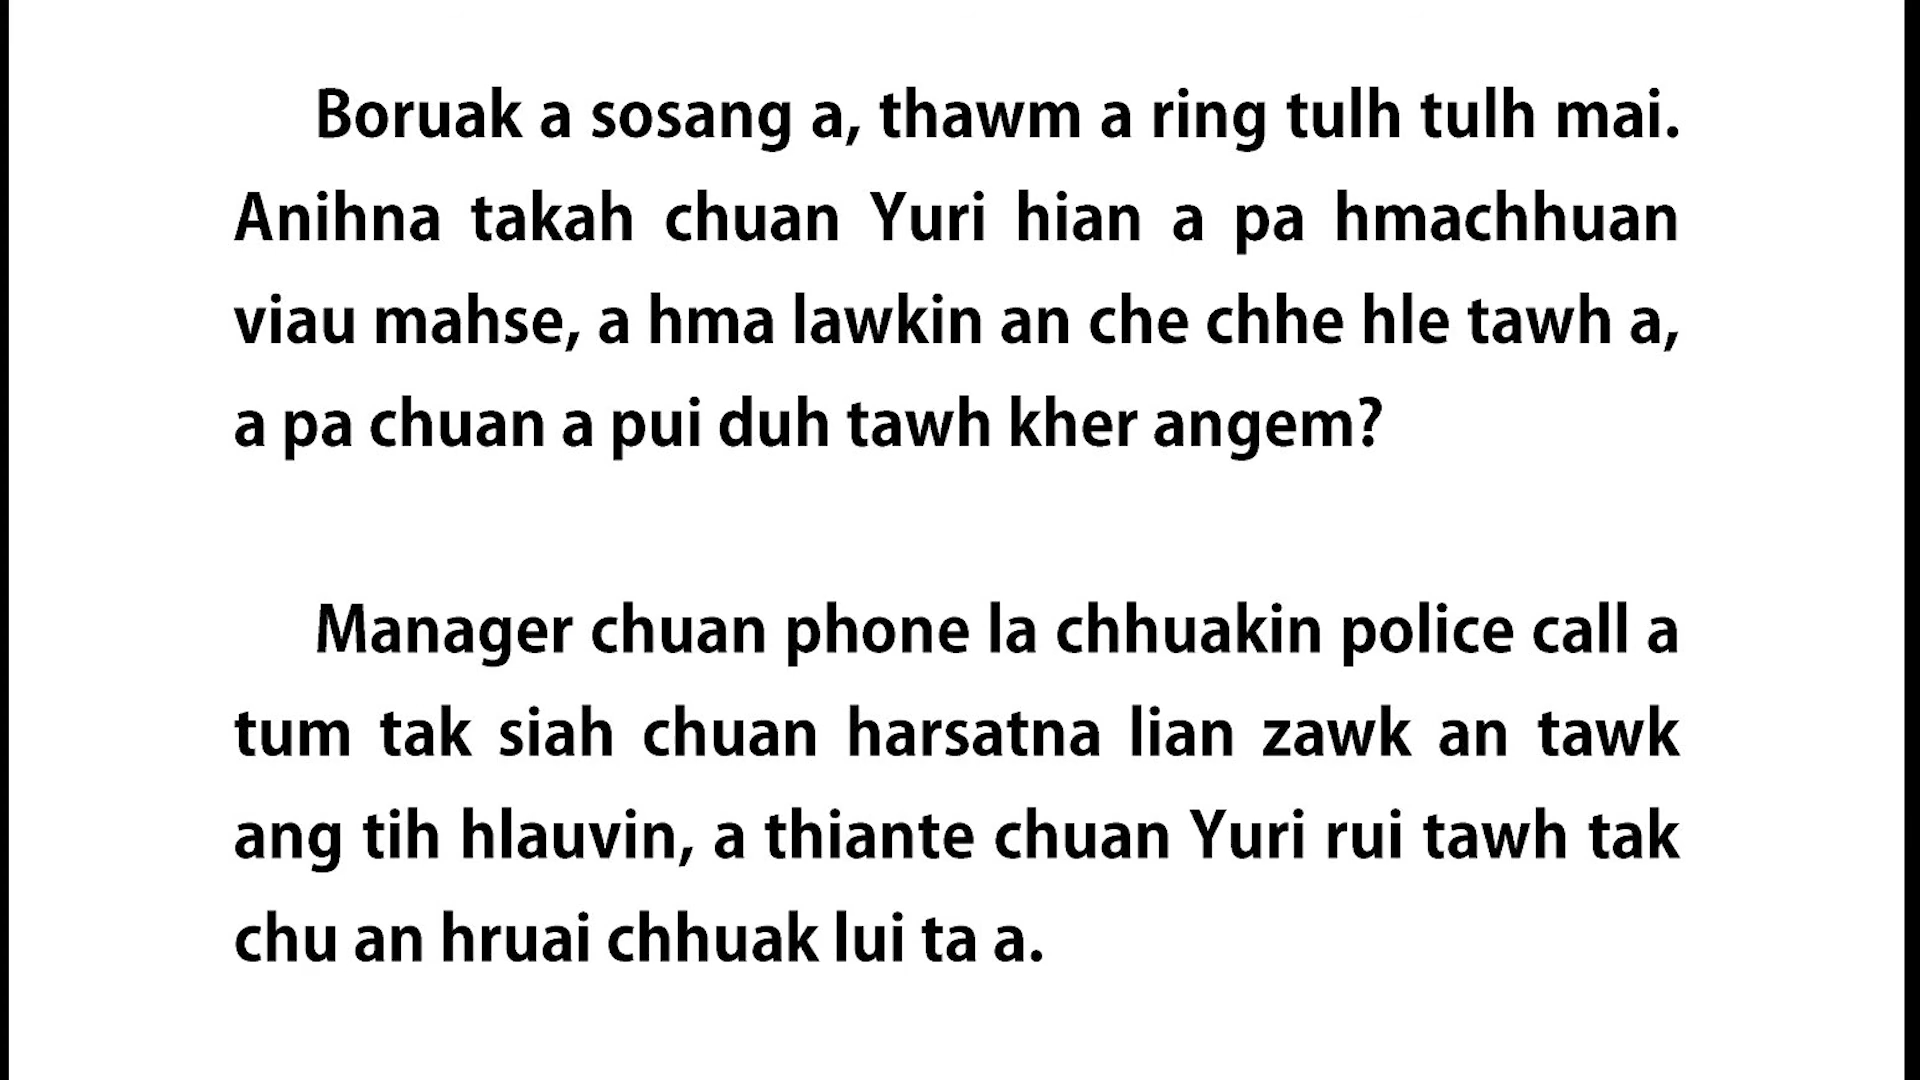 Boruak a sosang a, thawm a ring tulh tulh mai.
Anihna takah chuan Yuri hian a pa hmachhuan
viau mahse, a hma lawkin an che chhe hle tawh a,
a pa chuan a pui duh tawh kher angem?
Manager chuan phone la chhuakin police call a
tum tak siah chuan harsatna lian zawk an tawk
ang tih hlauvin, a thiante chuan Yuri rui tawh tak
chu an hruai chhuak lui ta a.